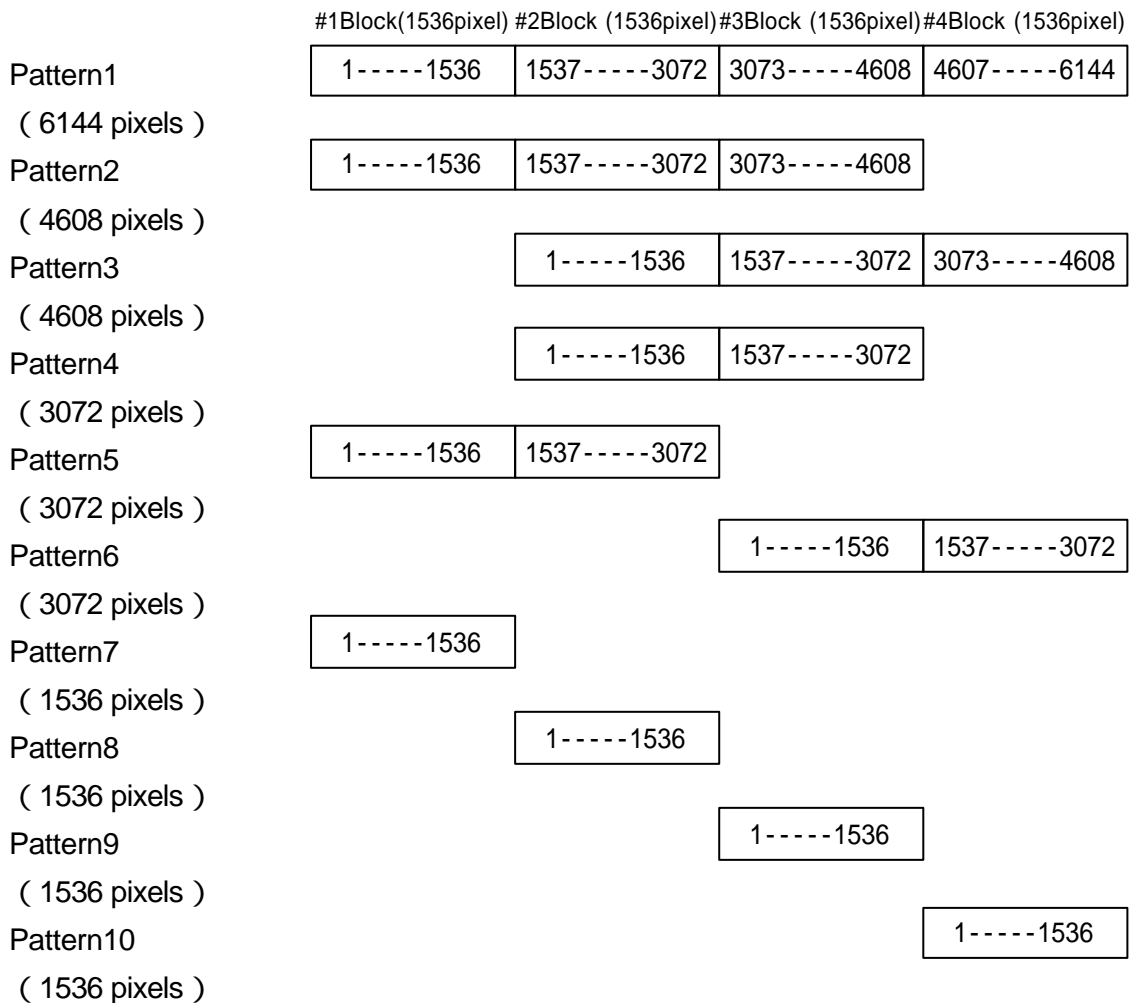 #1Block(1536pixel) #2Block (1536pixel) #3Block (1536pixel) #4Block (1536pixel)
Pattern1 1-----1536 1537-----3072 3073-----4608 4607-----6144
( 6144 pixels )
Pattern2 1-----1536 1537-----3072 3073-----4608
( 4608 pixels )
Pattern3 1-----1536 1537-----3072 3073-----4608
( 4608 pixels )
Pattern4 1-----1536 1537-----3072
( 3072 pixels )
Pattern5 1-----1536 1537-----3072
( 3072 pixels )
Pattern6 1-----1536 1537-----3072
( 3072 pixels )
Pattern7 1-----1536
( 1536 pixels )
Pattern8 1-----1536
( 1536 pixels )
Pattern9 1-----1536
( 1536 pixels )
Pattern10 1-----1536
( 1536 pixels )